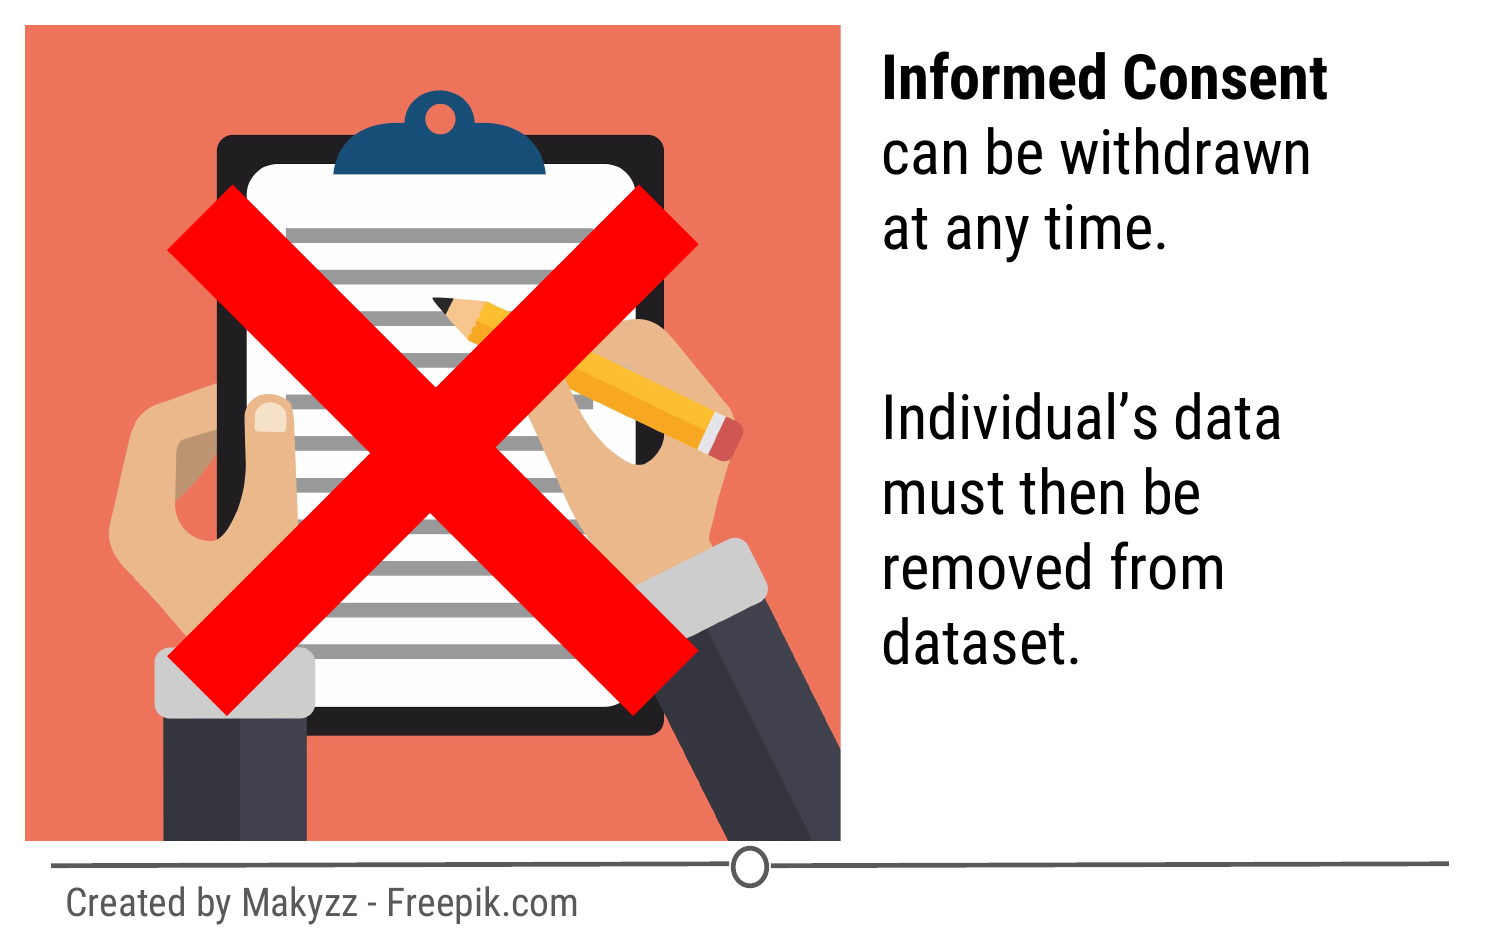 Informed Consent
can be withdrawn
at any time.
Individual’s data
must then be
removed from
dataset.
Created by Makyzz - Freepik.com